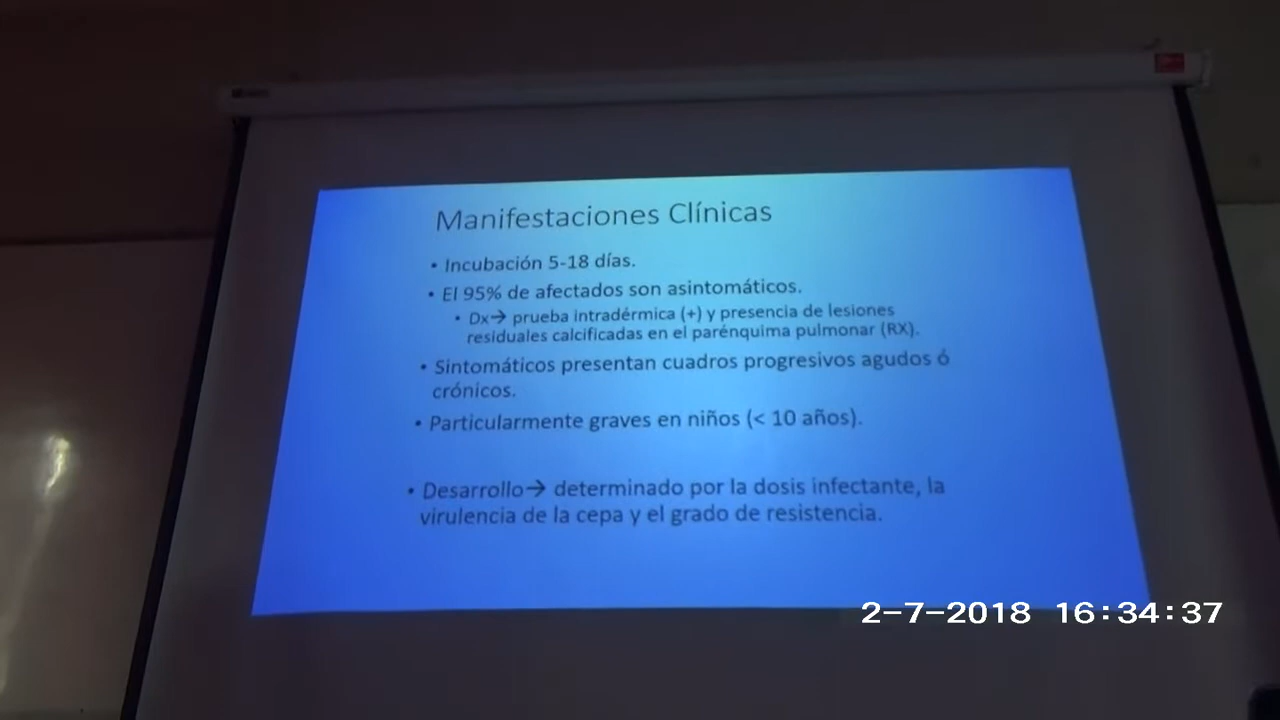 Manifestaciones Clínicas
• Incubación 5-18 días.
• El 95% de afectados son asintomáticos.
• Dx→ prueba intradérmica (+) y presencia de lesiones
residuales calcificadas en el parénquima pulmonar (RX).
• Sintomáticos presentan cuadros progresivos agudos ó
crónicos.
• Particularmente graves en niños (< 10 años).
• Desarrollo→ determinado por la dosis infectante, la
virulencia de la cepa y el grado de resistencia.
2-7-2018 16:34:37